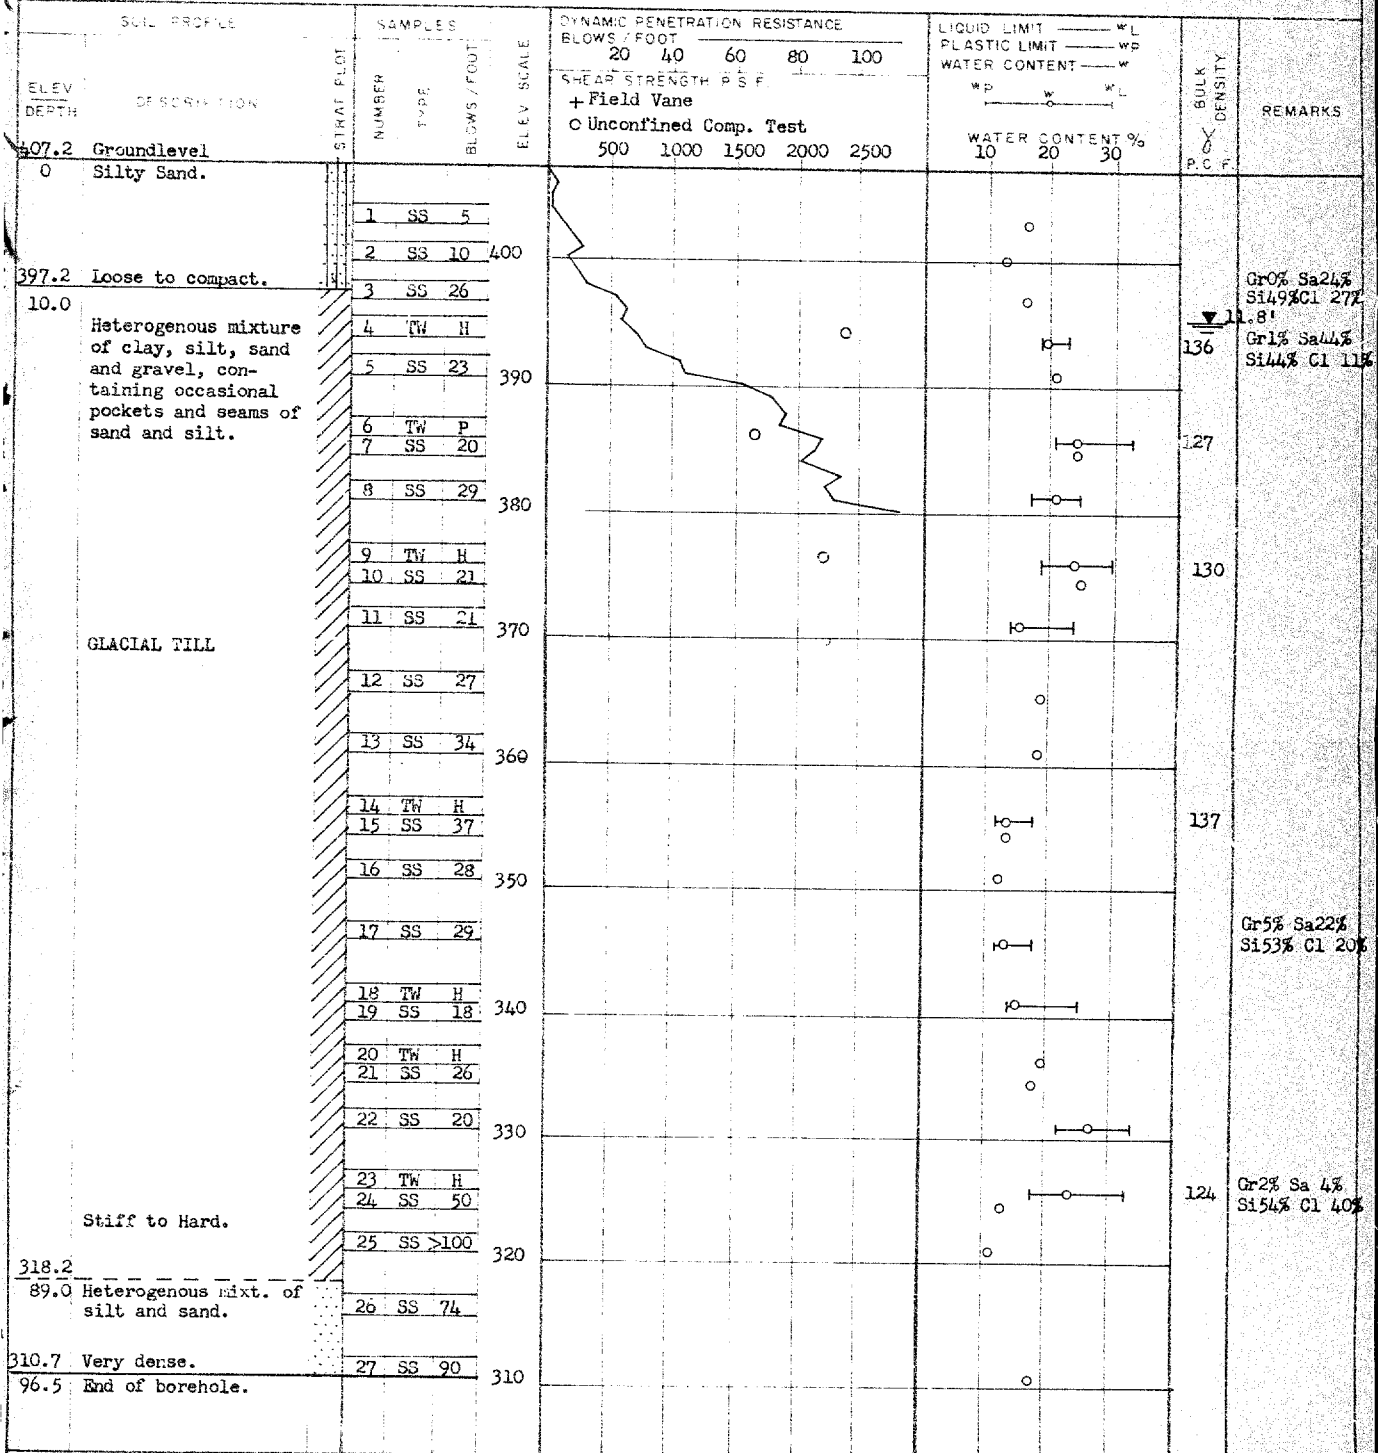 SOIL PROFILE
SAMPLES
DYNAMIC PENETRATION RESISTANCE
BLOWS / FOOT
20 40 60 80 100
SHEAR STRENGTH P.S.F.
+ Field Vane
O Unconfined Comp. Test
500 1000 1500 2000 2500
LIQUID LIMIT —— wL
PLASTIC LIMIT —— wP
WATER CONTENT —— w
wP w wL
WATER CONTENT %
10 20 30
BULK DENSITY
γ
P.C.F.
REMARKS
ELEV
DEPTH
DESCRIPTION
STRAT PLOT
NUMBER
TYPE
BLOWS / FOOT
ELEV SCALE
407.2 Groundlevel
0 Silty Sand.
1 SS 5
2 SS 10 400
397.2 Loose to compact.
10.0
3 SS 26
Gr0% Sa24%
Si49%Cl 27%
11.8'
Heterogenous mixture
of clay, silt, sand
and gravel, con-
taining occasional
pockets and seams of
sand and silt.
4 TW H
136 Gr1% Sa44%
Si44% Cl 11%
5 SS 23 390
6 TW P
7 SS 20
127
8 SS 29 380
9 TW H
10 SS 21
130
11 SS 21 370
GLACIAL TILL
12 SS 27
13 SS 34 360
14 TW H
15 SS 37
137
16 SS 28 350
17 SS 29
Gr5% Sa22%
Si53% Cl 20%
18 TW H
19 SS 18 340
20 TW H
21 SS 26
22 SS 20 330
23 TW H
24 SS 50
124 Gr2% Sa 4%
Si54% Cl 40%
Stiff to Hard.
25 SS >100 320
318.2
89.0 Heterogenous mixt. of
silt and sand.
26 SS 74
310.7 Very dense.
27 SS 90 310
96.5 End of borehole.